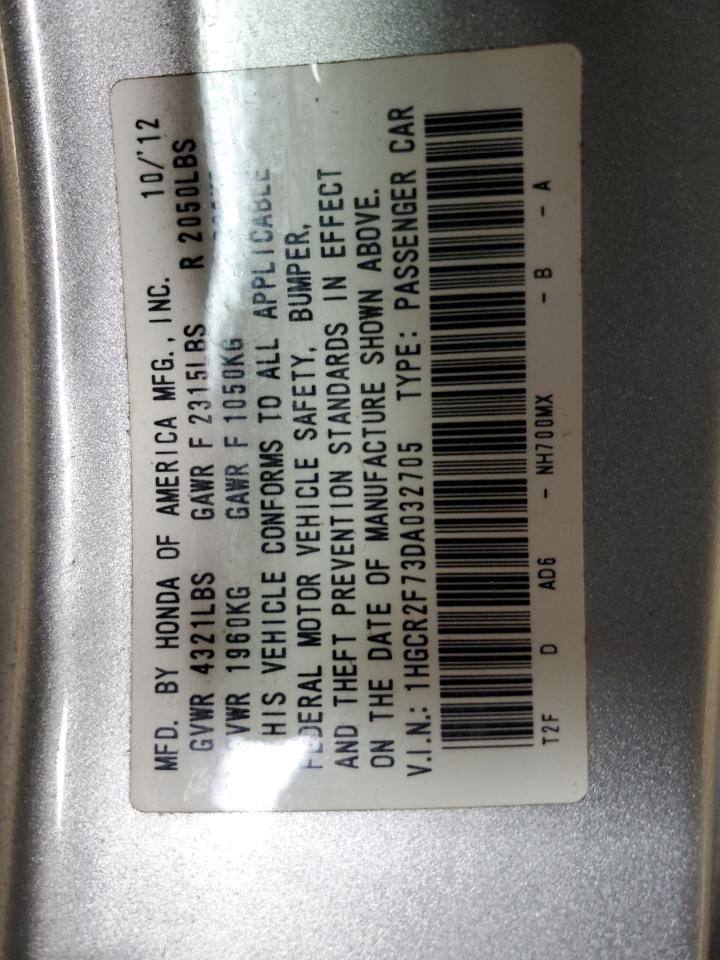 MFD. BY HONDA OF AMERICA MFG., INC. 10/'12
GVWR 4321LBS GAWR F 2315LBS R 2050LBS
VWR 1960KG GAWR F 1050KG
HIS VEHICLE CONFORMS TO ALL APPLICABLE
FEDERAL MOTOR VEHICLE SAFETY, BUMPER,
AND THEFT PREVENTION STANDARDS IN EFFECT
ON THE DATE OF MANUFACTURE SHOWN ABOVE.
V.I.N.: 1HGCR2F73DA032705 TYPE: PASSENGER CAR
T2F D AD6 - NH700MX - B - A